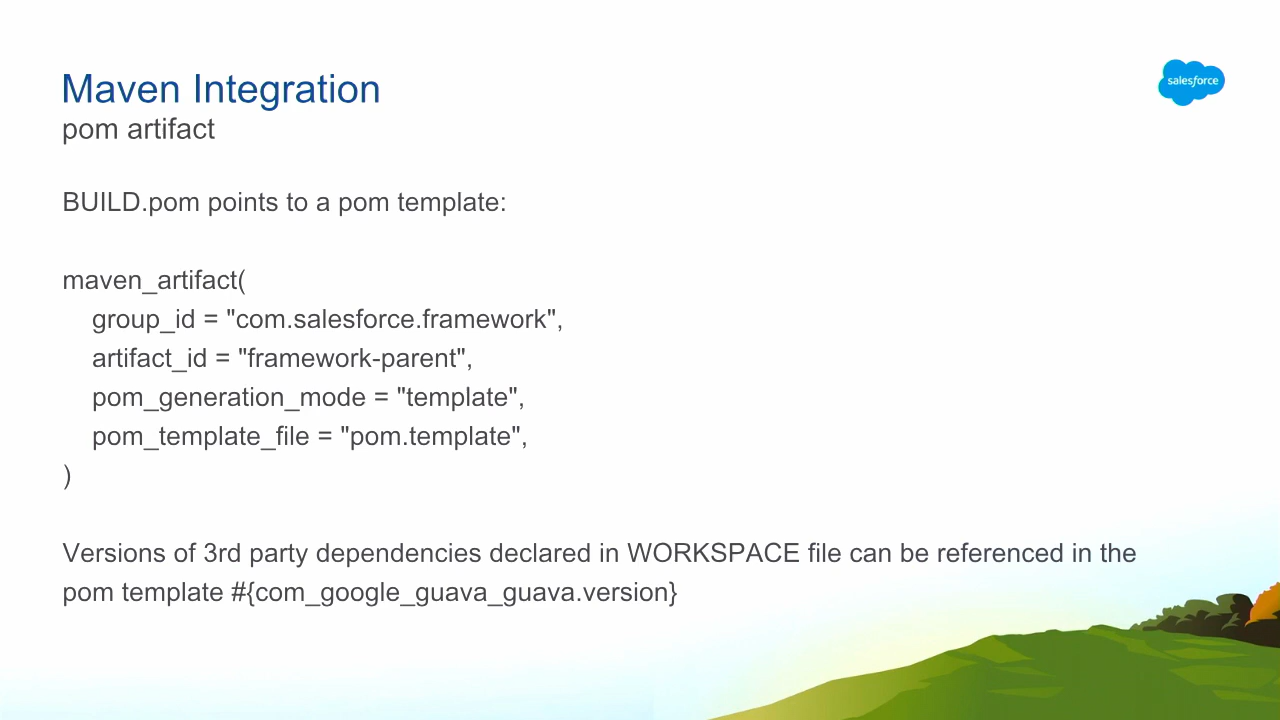 Maven Integration
salesforce
pom artifact
BUILD.pom points to a pom template:
maven_artifact(
    group_id = "com.salesforce.framework",
    artifact_id = "framework-parent",
    pom_generation_mode = "template",
    pom_template_file = "pom.template",
)
Versions of 3rd party dependencies declared in WORKSPACE file can be referenced in the
pom template #{com_google_guava_guava.version}